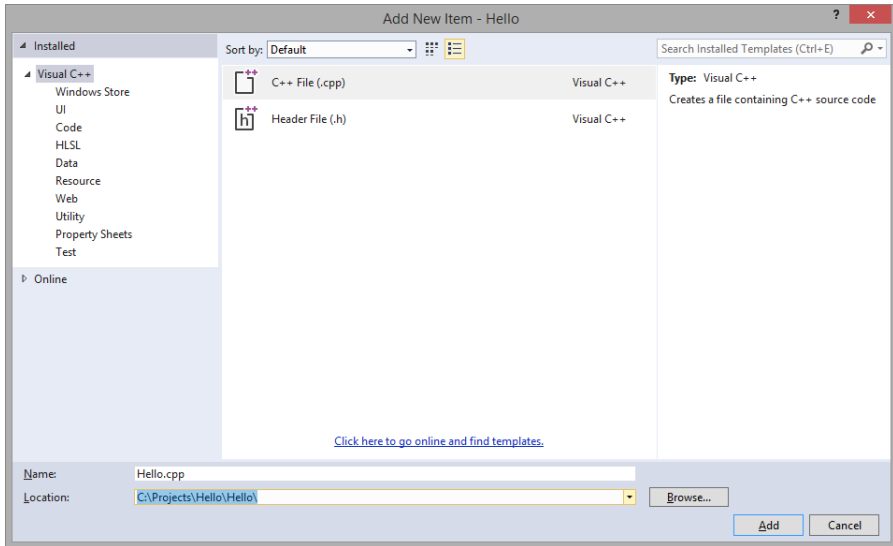 Add New Item - Hello
?
Installed
Sort by: Default
Search Installed Templates (Ctrl+E)
Visual C++
Windows Store
UI
Code
HLSL
Data
Resource
Web
Utility
Property Sheets
Test
Online
C++ File (.cpp) Visual C++
Header File (.h) Visual C++
Type: Visual C++
Creates a file containing C++ source code
Click here to go online and find templates.
Name: Hello.cpp
Location: C:\Projects\Hello\Hello\
Browse...
Add Cancel